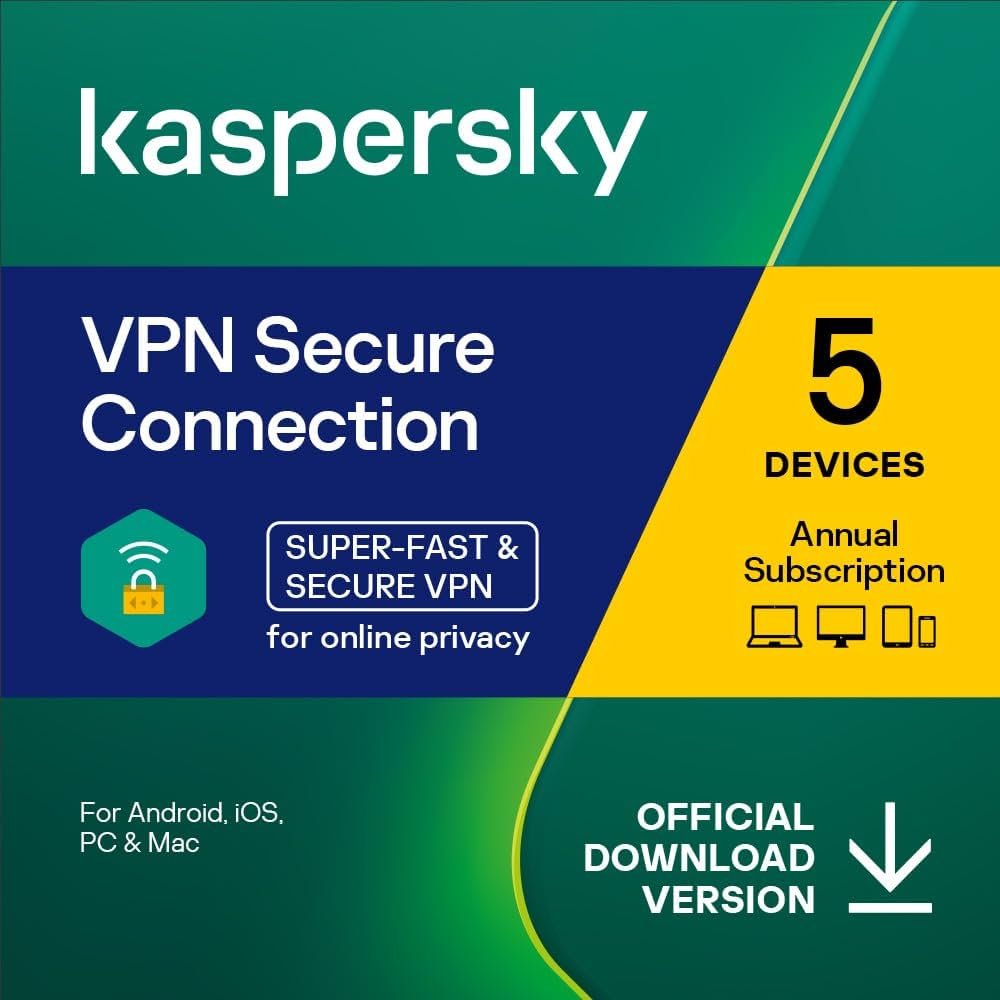 kaspersky
VPN Secure
Connection
SUPER-FAST &
SECURE VPN
for online privacy
5
DEVICES
Annual
Subscription
For Android, iOS,
PC & Mac
OFFICIAL
DOWNLOAD
VERSION